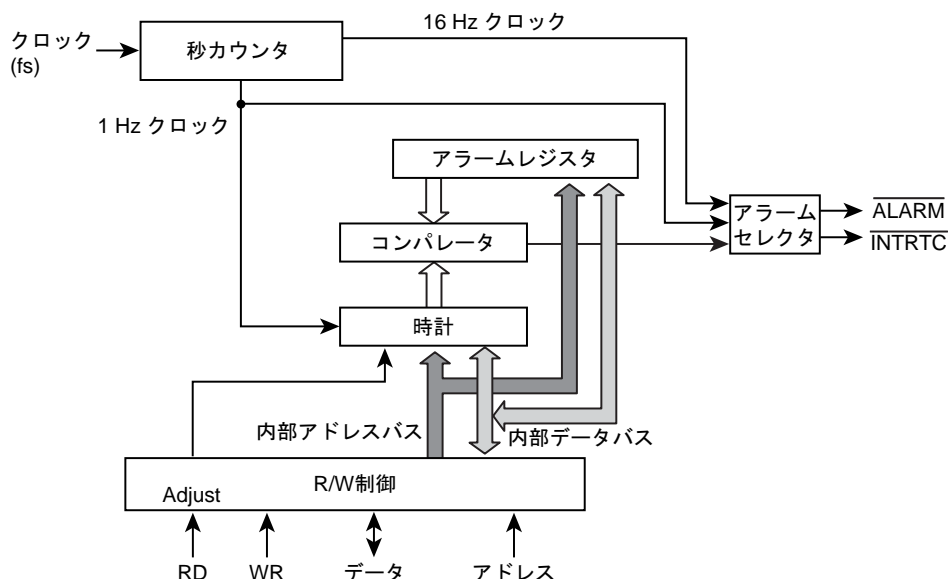 16 Hz クロック
クロック
(fs)
秒カウンタ
1 Hz クロック
アラームレジスタ
アラーム
セレクタ
ALARM
INTRTC
コンパレータ
時計
内部アドレスバス
内部データバス
R/W制御
Adjust
RD
WR
データ
アドレス